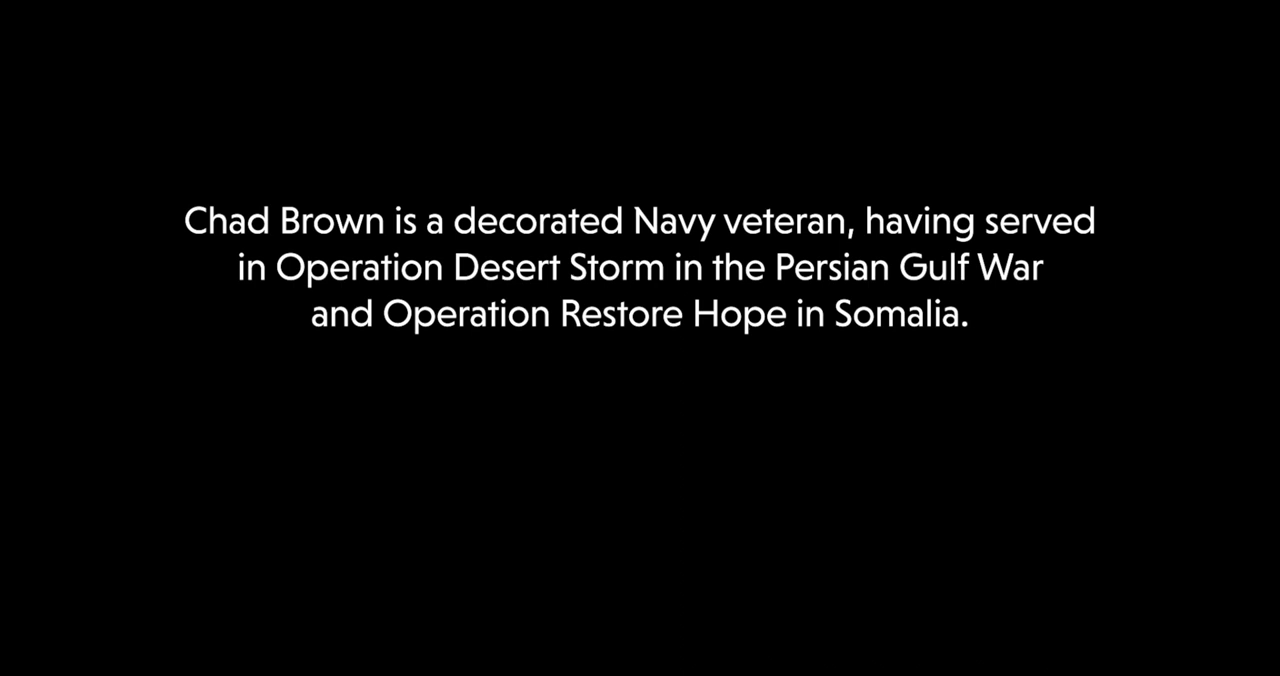 Chad Brown is a decorated Navy veteran, having served
in Operation Desert Storm in the Persian Gulf War
and Operation Restore Hope in Somalia.